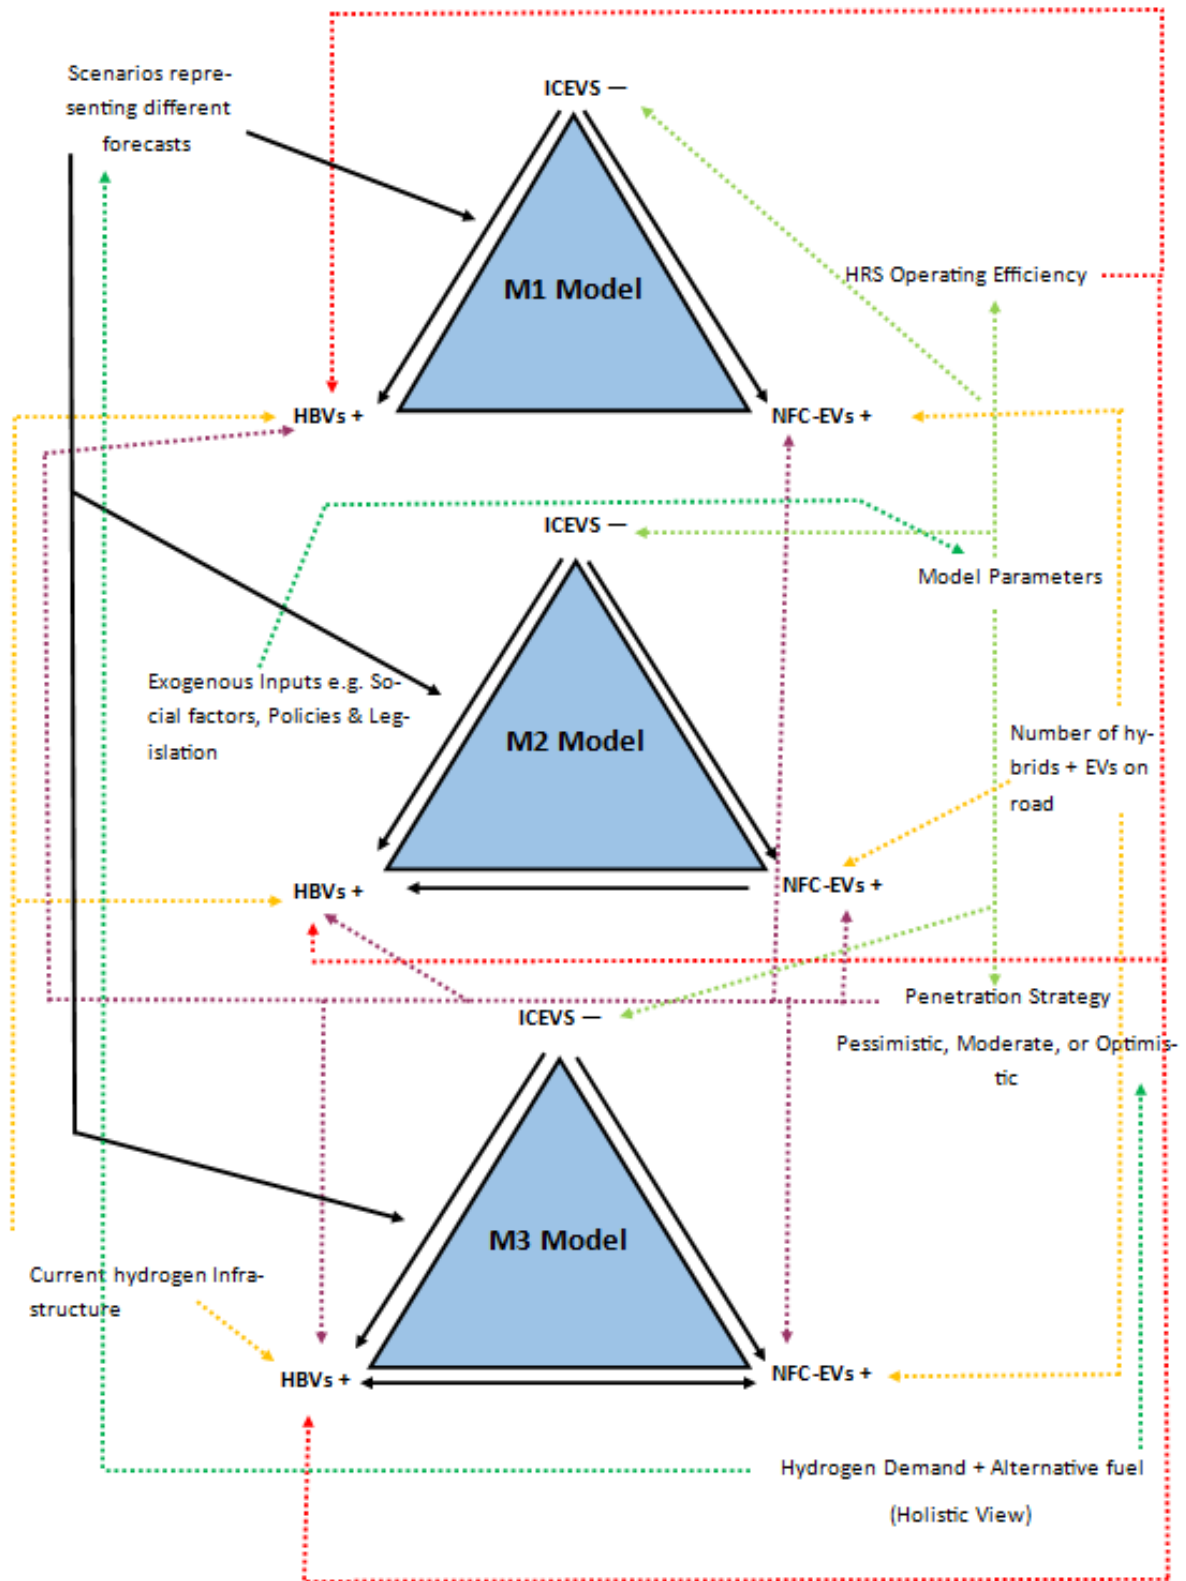 Scenarios repre-
senting different
forecasts
ICEVS —
M1 Model
HRS Operating Efficiency
HBVs +
NFC-EVs +
ICEVS —
Model Parameters
Exogenous Inputs e.g. So-
cial factors, Policies & Leg-
islation
M2 Model
Number of hy-
brids + EVs on
road
HBVs +
NFC-EVs +
Penetration Strategy
Pessimistic, Moderate, or Optimis-
tic
ICEVS —
M3 Model
Current hydrogen Infra-
structure
HBVs +
NFC-EVs +
Hydrogen Demand + Alternative fuel
(Holistic View)